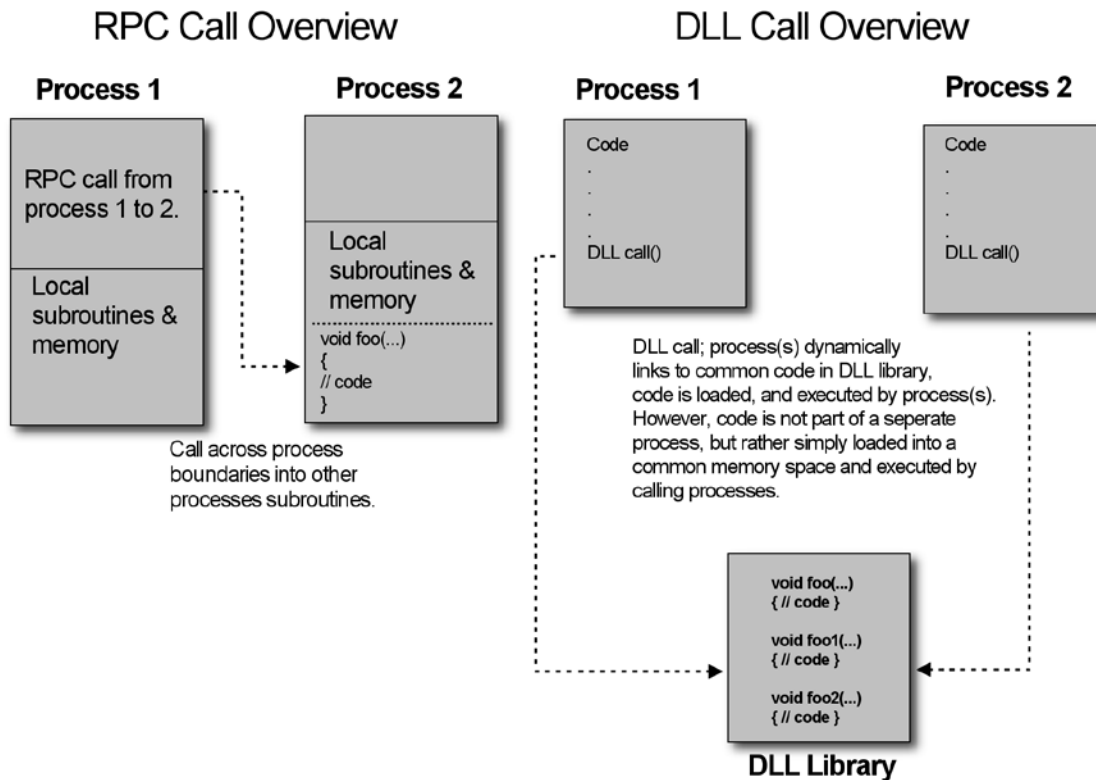 RPC Call Overview
Process 1
Process 2
RPC call from
process 1 to 2.
Local
subroutines &
memory
Local
subroutines &
memory
void foo(...)
{
// code
}
Call across process
boundaries into other
processes subroutines.
DLL Call Overview
Process 1
Process 2
Code
.
.
.
.
DLL call()
Code
.
.
.
.
DLL call()
DLL call; process(s) dynamically
links to common code in DLL library,
code is loaded, and executed by process(s).
However, code is not part of a seperate
process, but rather simply loaded into a
common memory space and executed by
calling processes.
void foo(...)
{ // code }
void foo1(...)
{ // code }
void foo2(...)
{ // code }
DLL Library